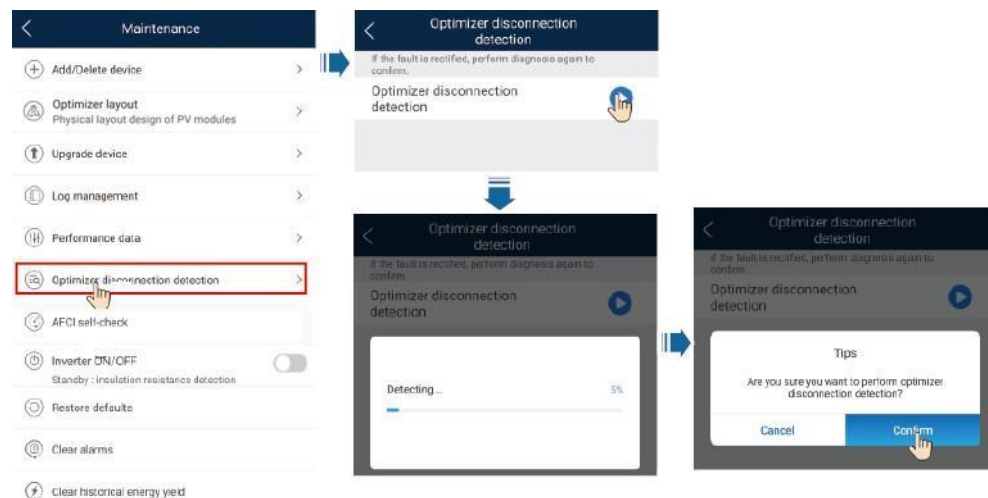 Maintenance
Add/Delete device
Optimizer layout
Physical layout design of PV modules
Upgrade device
Log management
Performance data
Optimizer disconnection detection
AFCI self-check
Inverter ON/OFF
Standby : insulation resistance detection
Restore defaults
Clear alarms
Clear historical energy yield
Optimizer disconnection
detection
If the fault is rectified, perform diagnosis again to
confirm.
Optimizer disconnection
detection
Optimizer disconnection
detection
If the fault is rectified, perform diagnosis again to
confirm.
Optimizer disconnection
detection
Detecting...
5%
Optimizer disconnection
detection
If the fault is rectified, perform diagnosis again to
confirm.
Optimizer disconnection
detection
Tips
Are you sure you want to perform optimizer
disconnection detection?
Cancel
Confirm